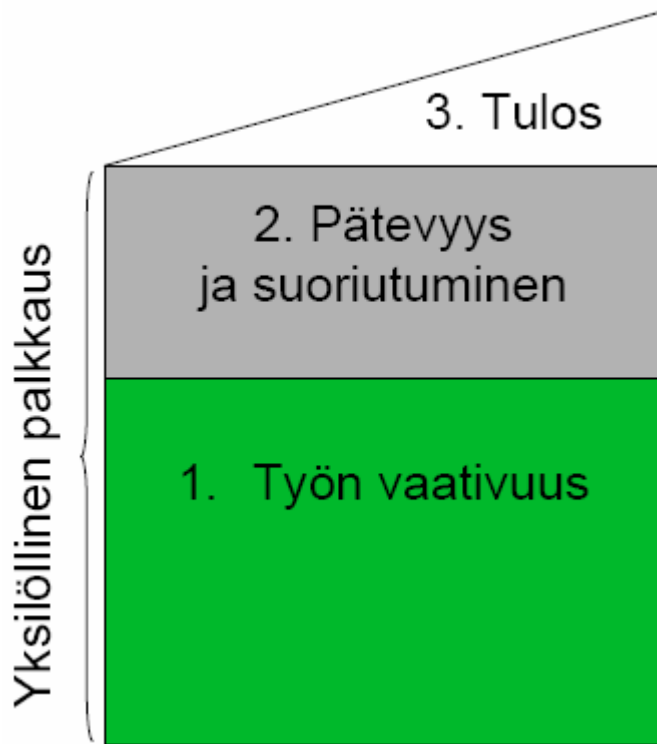 3. Tulos
2. Pätevyys
ja suoriutuminen
1. Työn vaativuus
Yksilöllinen palkkaus